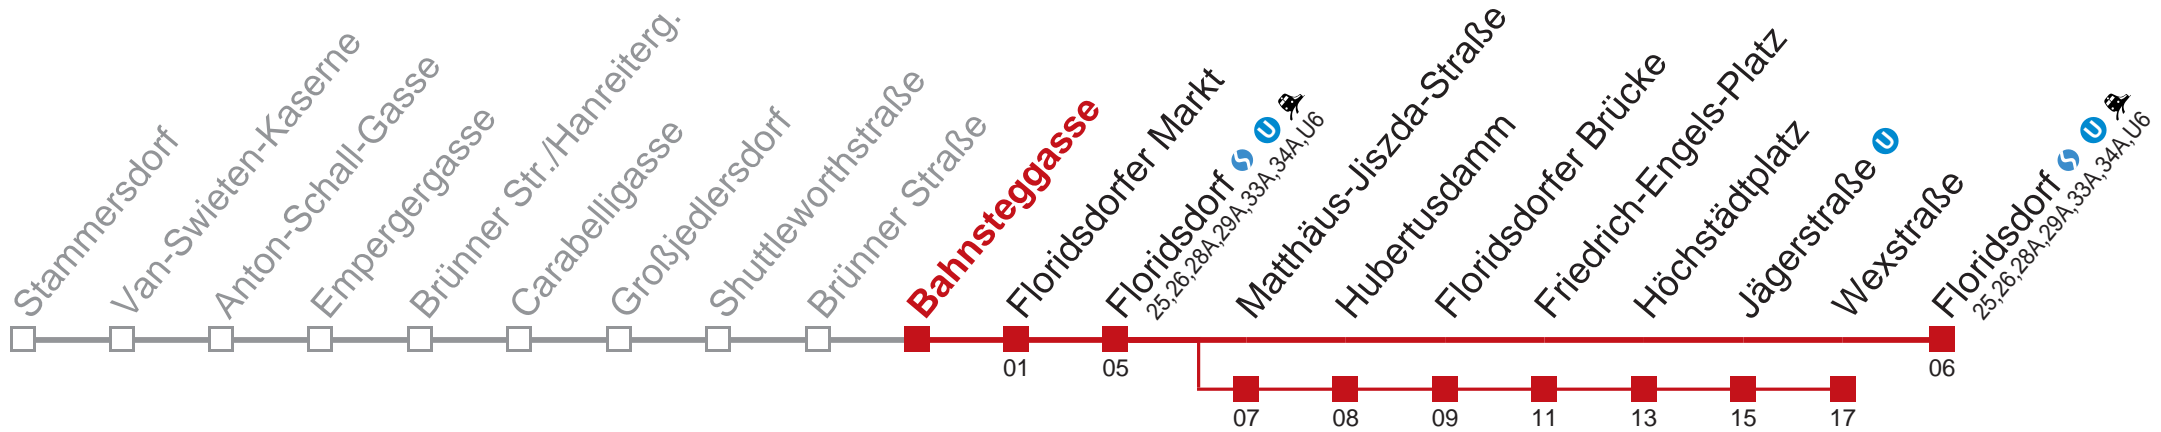 Stammersdorf
Van-Swieten-Kaserne
Anton-Schall-Gasse
Empergergasse
Brünner Str./Hanreiterg.
Carabelligasse
Großjedlersdorf
Shuttleworthstraße
Brünner Straße
Bahnsteggasse
Floridsdorfer Markt
Floridsdorf U
25,26,28A,29A,33A,34A,U6
Matthäus-Jiszda-Straße
Hubertusdamm
Floridsdorfer Brücke
Friedrich-Engels-Platz
Höchstädtplatz
Jägerstraße U
Wexstraße
Floridsdorf U
25,26,28A,29A,33A,34A,U6
01
05
06
07
08
09
11
13
15
17